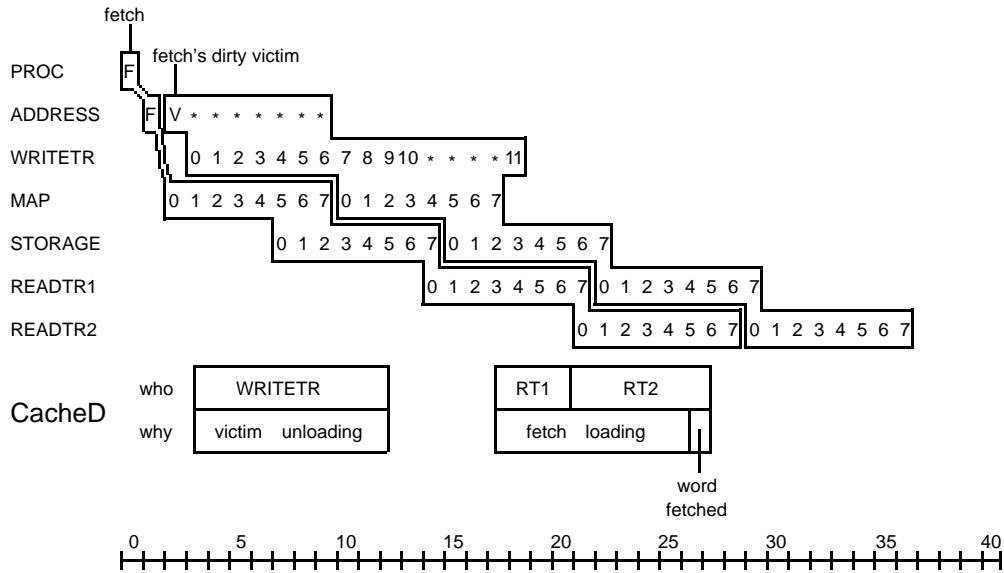 fetch
fetch's dirty victim
PROC F
ADDRESS F V * * * * * * *
WRITETR 0 1 2 3 4 5 6 7 8 9 10 * * * * 11
MAP 0 1 2 3 4 5 6 7 0 1 2 3 4 5 6 7
STORAGE 0 1 2 3 4 5 6 7 0 1 2 3 4 5 6 7
READTR1 0 1 2 3 4 5 6 7 0 1 2 3 4 5 6 7
READTR2 0 1 2 3 4 5 6 7 0 1 2 3 4 5 6 7
who WRITETR RT1 RT2
CacheD
why victim unloading fetch loading
word
fetched
0 5 10 15 20 25 30 35 40